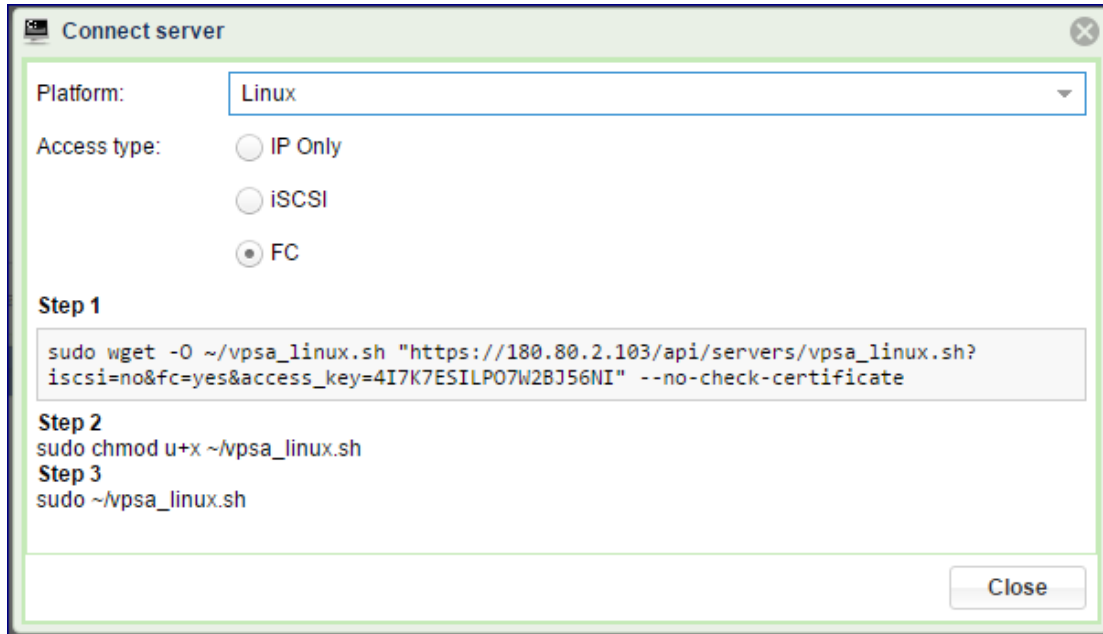 Connect server
Platform: Linux
Access type: IP Only
iSCSI
FC
Step 1
sudo wget -O ~/vpsa_linux.sh "https://180.80.2.103/api/servers/vpsa_linux.sh?
iscsi=no&fc=yes&access_key=4I7K7ESILPO7W2BJ56NI" --no-check-certificate
Step 2
sudo chmod u+x ~/vpsa_linux.sh
Step 3
sudo ~/vpsa_linux.sh
Close